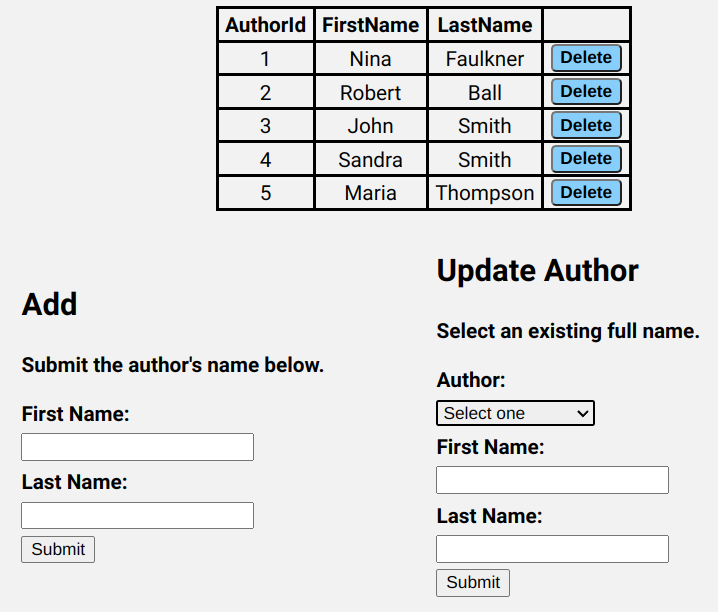 AuthorId FirstName LastName
1 Nina Faulkner Delete
2 Robert Ball Delete
3 John Smith Delete
4 Sandra Smith Delete
5 Maria Thompson Delete
Add
Submit the author's name below.
First Name:
Last Name:
Submit
Update Author
Select an existing full name.
Author:
Select one
First Name:
Last Name:
Submit